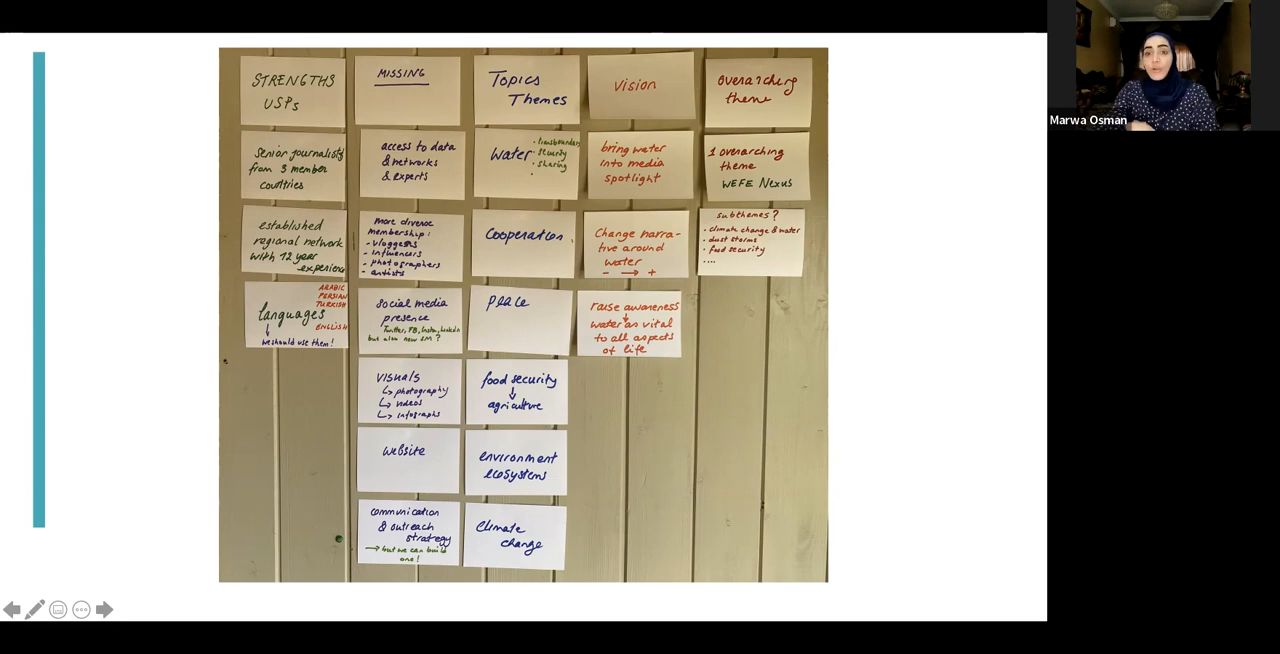 STRENGTHS
USPs
senior journalists
from 3 member
countries
established
regional network
with 12 year
experience
ARABIC
PERSIAN
TURKISH
languages
ENGLISH
↓
we should use them!
MISSING
access to data
& networks
& experts
more diverse
membership:
- vloggers
- influencers
- photographers
- artists
social media
presence
Twitter, FB, Insta, LinkedIn
but also new SM?
visuals
↳ photography
↳ videos
↳ infographs
website
communication
& outreach
strategy
→ but we can build
one!
Topics
Themes
Water
• transboundary
• security
• sharing
•
Cooperation
peace
food security
↓
agriculture
environment
ecosystems
climate
change
Vision
bring water
into media
spotlight
Change narra-
tive around
water
- → +
raise awareness
↓
water as vital
to all aspects
of life
overarching
theme
1 overarching
theme
WEFE NEXUS
subthemes?
• climate change & water
• dust storms
• food security
• ....
Marwa Osman